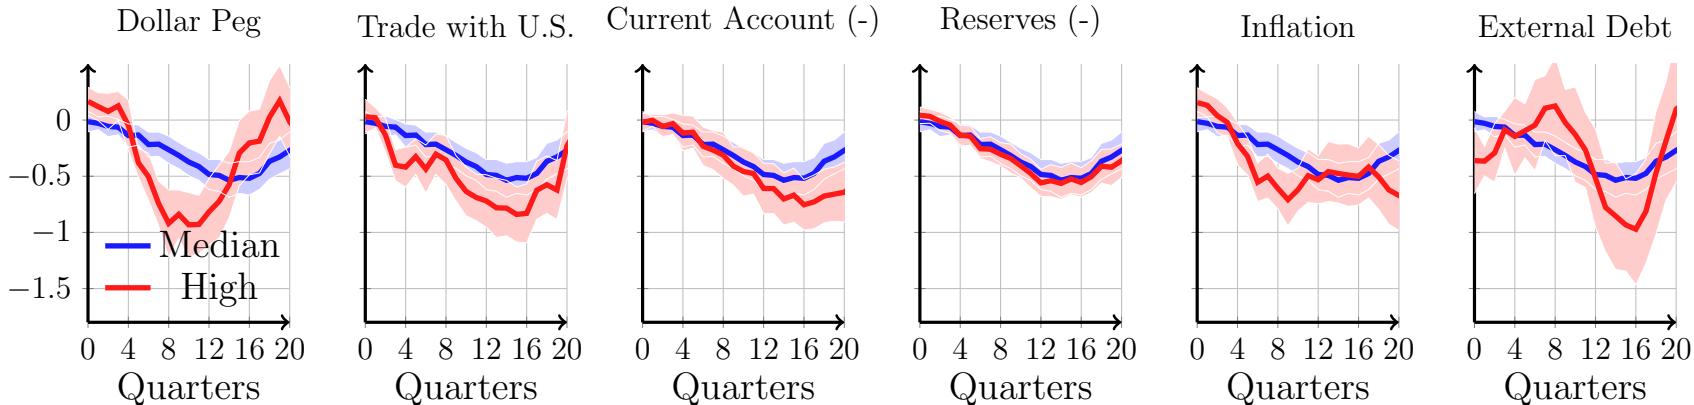 Dollar Peg
Trade with U.S.
Current Account (-)
Reserves (-)
Inflation
External Debt
0
−0.5
−1
−1.5
Median
High
0 4 8 12 16 20
0 4 8 12 16 20
0 4 8 12 16 20
0 4 8 12 16 20
0 4 8 12 16 20
0 4 8 12 16 20
Quarters
Quarters
Quarters
Quarters
Quarters
Quarters